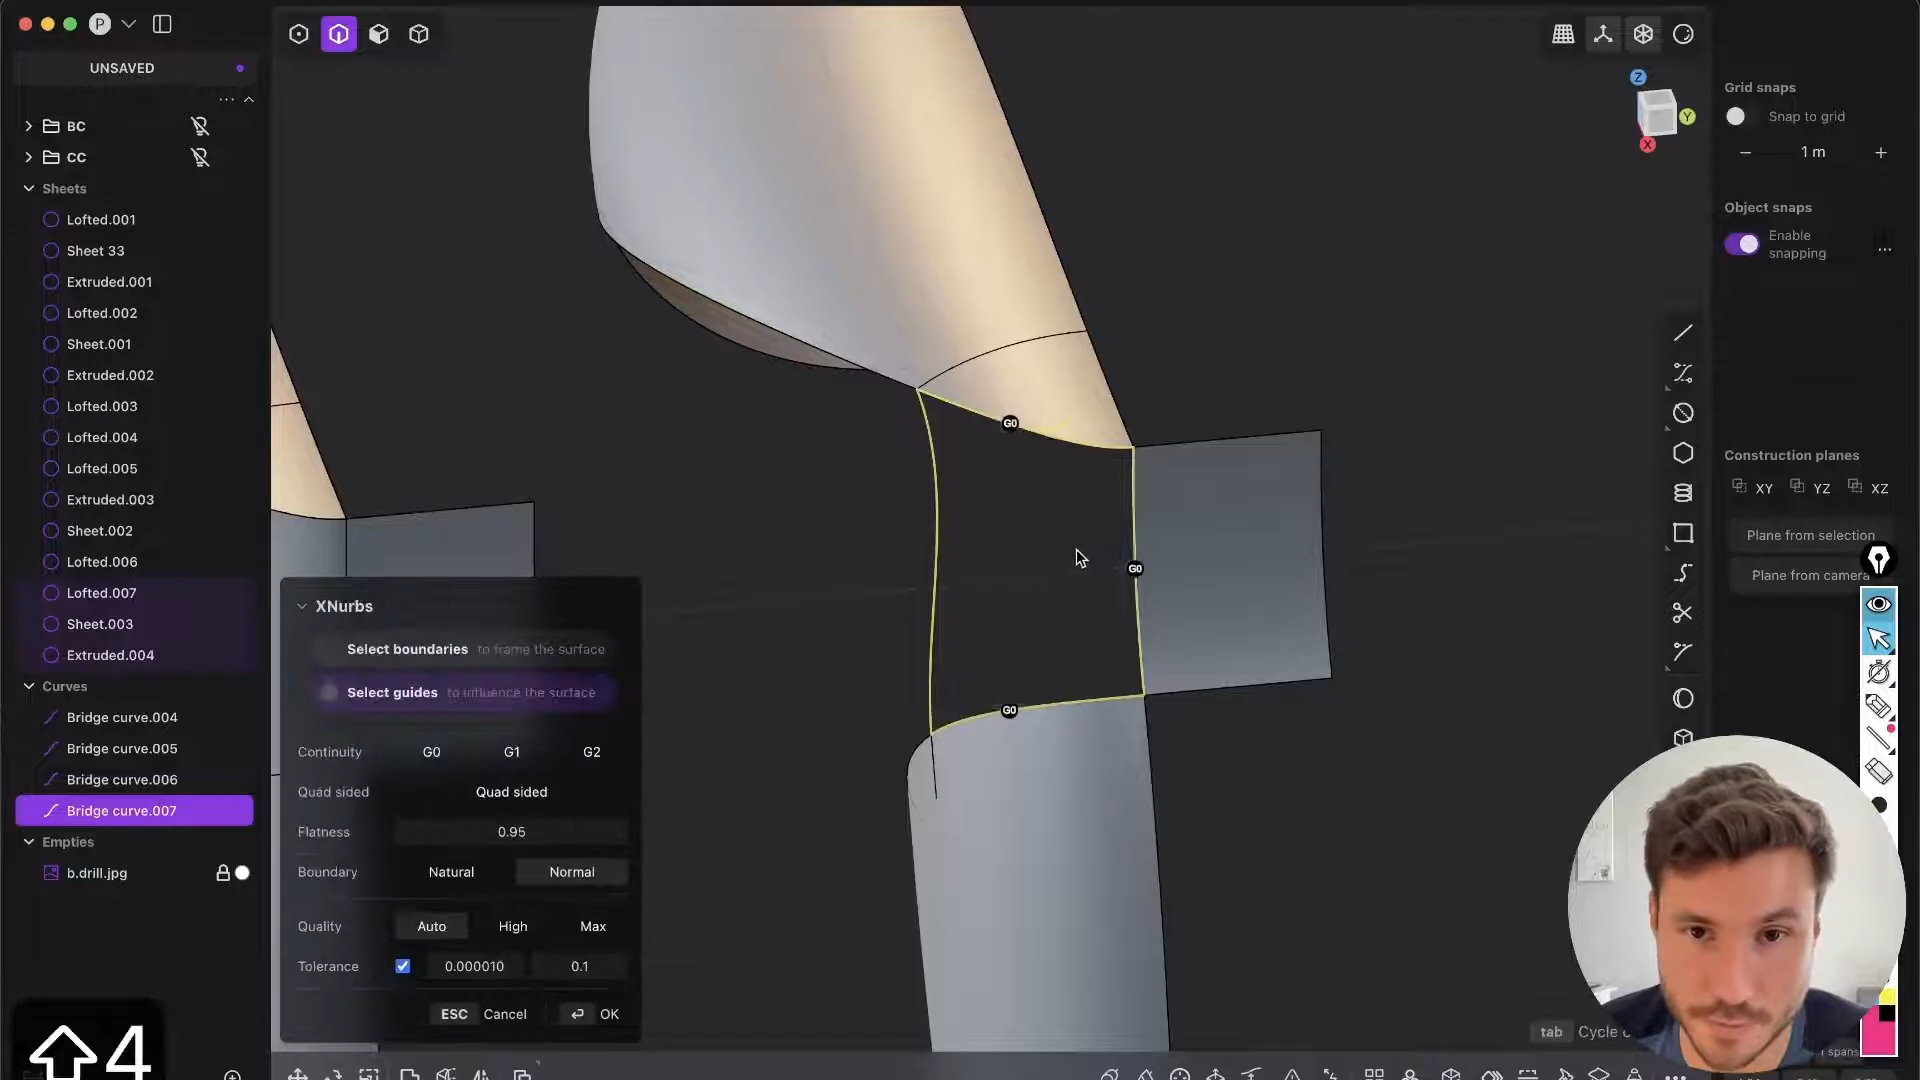 P
UNSAVED
BC
CC
Sheets
Lofted.001
Sheet 33
Extruded.001
Lofted.002
Sheet.001
Extruded.002
Lofted.003
Lofted.004
Lofted.005
Extruded.003
Sheet.002
Lofted.006
Lofted.007
Sheet.003
Extruded.004
Curves
Bridge curve.004
Bridge curve.005
Bridge curve.006
Bridge curve.007
Empties
b.drill.jpg
4
XNurbs
Select boundaries to frame the surface
Select guides to influence the surface
Continuity G0 G1 G2
Quad sided Quad sided
Flatness 0.95
Boundary Natural Normal
Quality Auto High Max
Tolerance 0.000010 0.1
ESC Cancel OK
G0
G0
G0
Z
Y
X
Grid snaps
Snap to grid
− 1 m +
Object snaps
Enable
snapping
Construction planes
XY YZ XZ
Plane from selection
Plane from camera
tab Cycle
spans